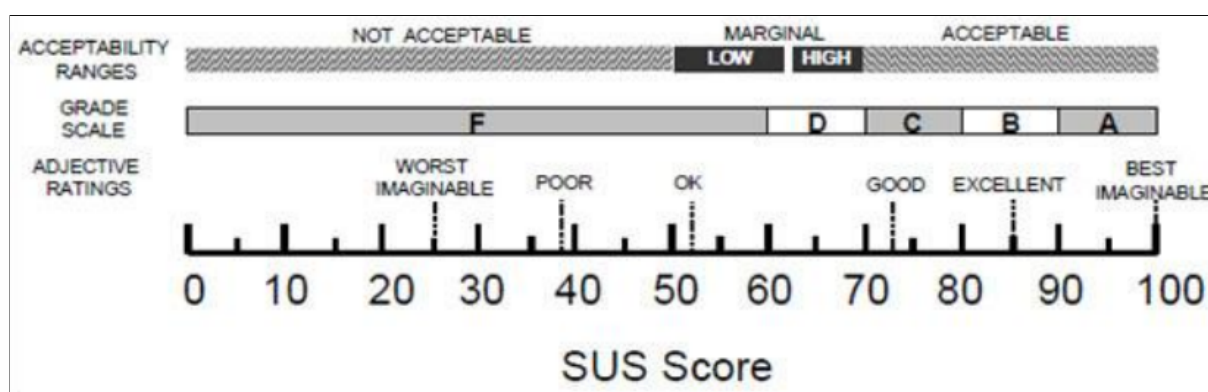 NOT ACCEPTABLE MARGINAL ACCEPTABLE
ACCEPTABILITY
RANGES
LOW HIGH
GRADE
SCALE
F D C B A
ADJECTIVE
RATINGS
WORST
IMAGINABLE
POOR
OK
GOOD
EXCELLENT
BEST
IMAGINABLE
0 10 20 30 40 50 60 70 80 90 100
SUS Score